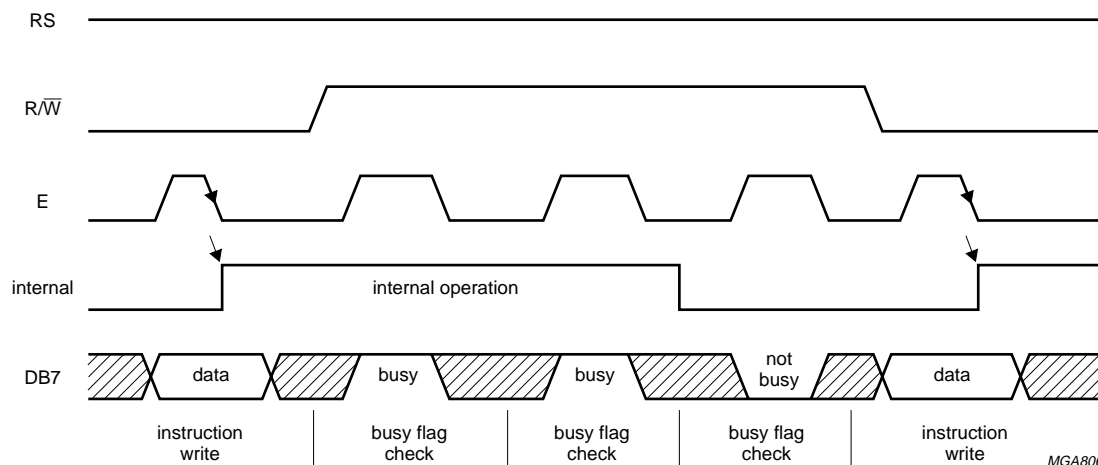 RS
R/W̅
E
internal
internal operation
DB7
data
busy
busy
not
busy
data
instruction
write
busy flag
check
busy flag
check
busy flag
check
instruction
write